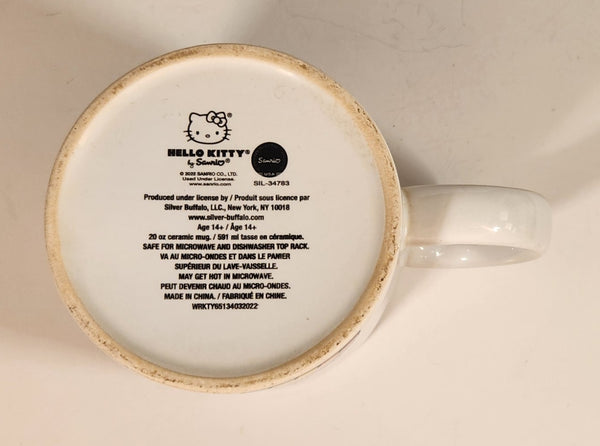 HELLO KITTY®
by Sanrio®
Sanrio
© 2022 SANRIO CO., LTD.
Used Under License.
www.sanrio.com
SIL-34783
Produced under license by / Produit sous licence par
Silver Buffalo, LLC., New York, NY 10018
www.silver-buffalo.com
Age 14+ / Âge 14+
20 oz ceramic mug. / 591 ml tasse en céramique.
SAFE FOR MICROWAVE AND DISHWASHER TOP RACK.
VA AU MICRO-ONDES ET DANS LE PANIER
SUPÉRIEUR DU LAVE-VAISSELLE.
MAY GET HOT IN MICROWAVE.
PEUT DEVENIR CHAUD AU MICRO-ONDES.
MADE IN CHINA. / FABRIQUÉ EN CHINE.
WRKTY65134032022